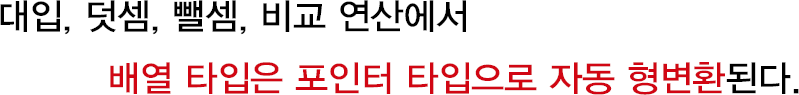 대입, 덧셈, 뺄셈, 비교 연산에서
배열 타입은 포인터 타입으로 자동 형변환된다.